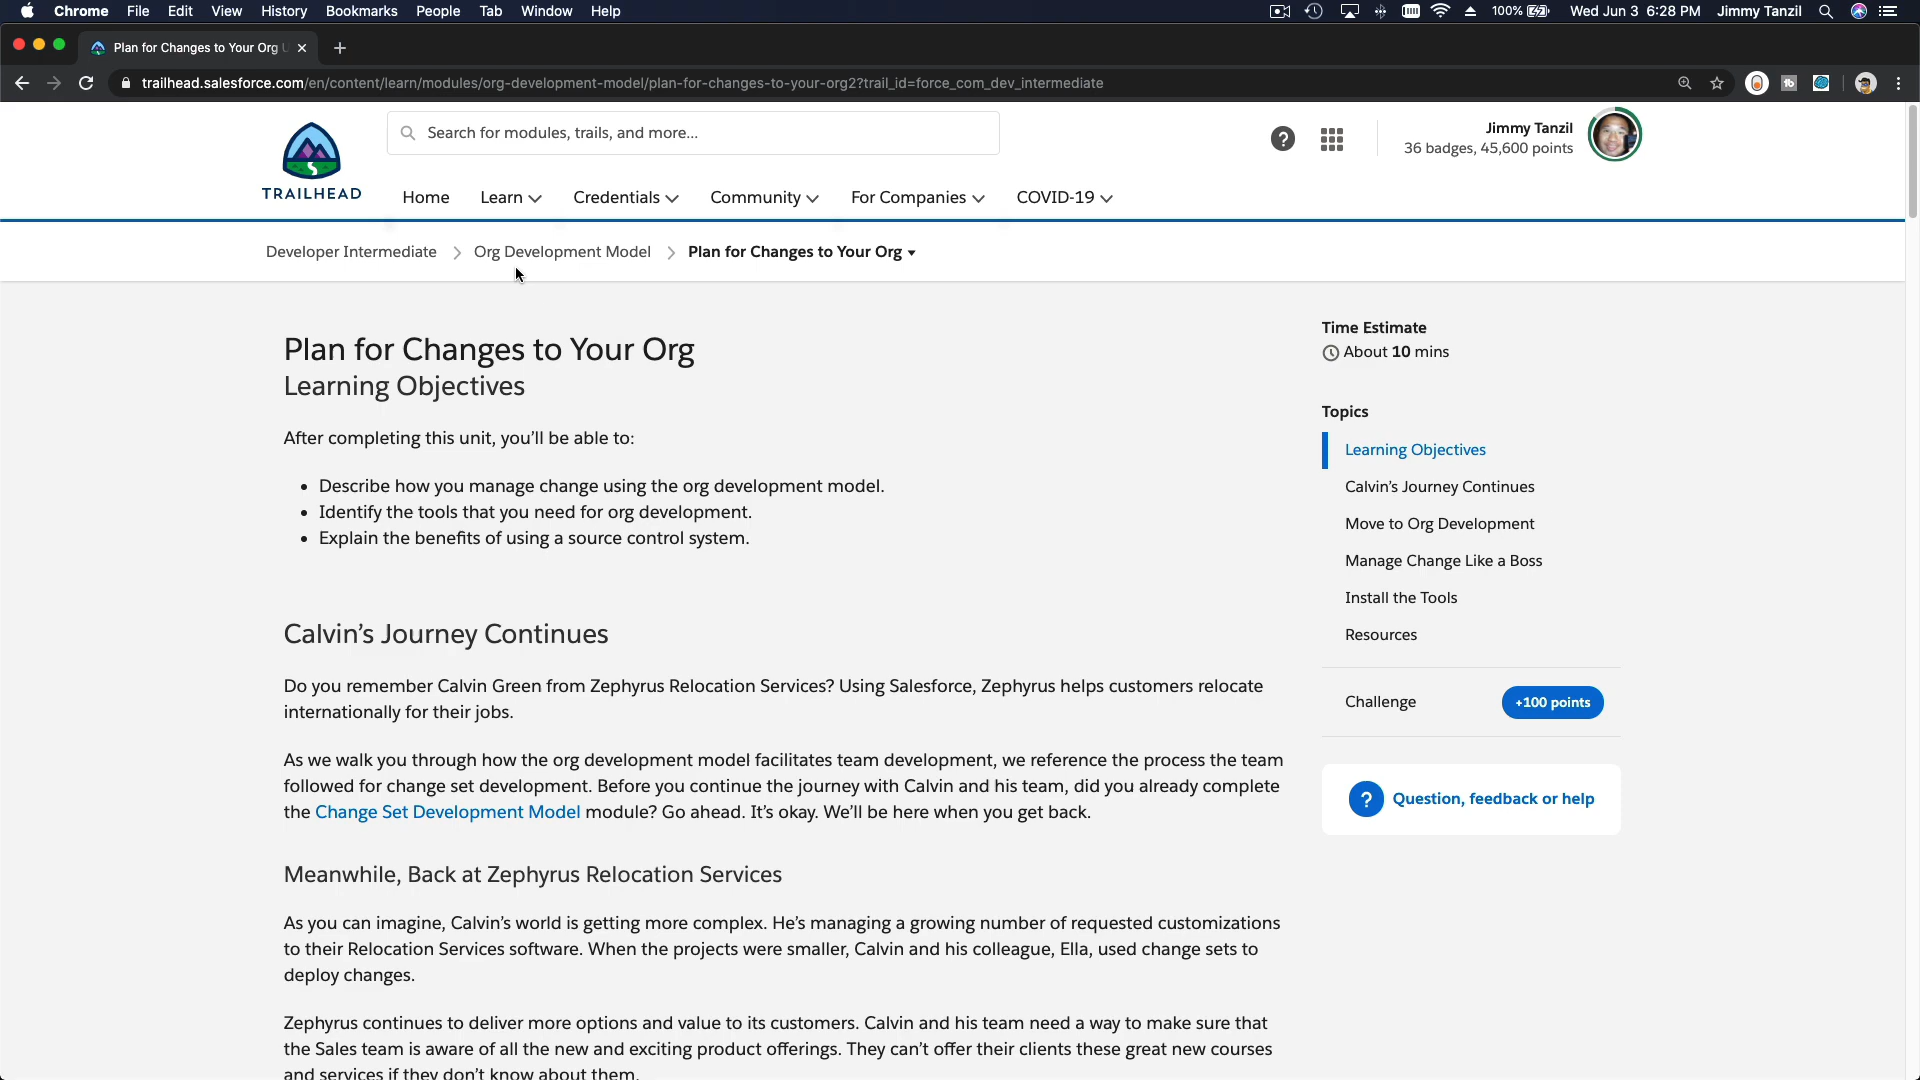 Chrome File Edit View History Bookmarks People Tab Window Help 100% Wed Jun 3 6:28 PM Jimmy Tanzil
Plan for Changes to Your Org
trailhead.salesforce.com/en/content/learn/modules/org-development-model/plan-for-changes-to-your-org2?trail_id=force_com_dev_intermediate
TRAILHEAD
Search for modules, trails, and more...
Jimmy Tanzil
36 badges, 45,600 points
Home Learn Credentials Community For Companies COVID-19
Developer Intermediate > Org Development Model > Plan for Changes to Your Org
Plan for Changes to Your Org
Learning Objectives
After completing this unit, you’ll be able to:
• Describe how you manage change using the org development model.
• Identify the tools that you need for org development.
• Explain the benefits of using a source control system.
Calvin’s Journey Continues
Do you remember Calvin Green from Zephyrus Relocation Services? Using Salesforce, Zephyrus helps customers relocate
internationally for their jobs.
As we walk you through how the org development model facilitates team development, we reference the process the team
followed for change set development. Before you continue the journey with Calvin and his team, did you already complete
the Change Set Development Model module? Go ahead. It’s okay. We’ll be here when you get back.
Meanwhile, Back at Zephyrus Relocation Services
As you can imagine, Calvin’s world is getting more complex. He’s managing a growing number of requested customizations
to their Relocation Services software. When the projects were smaller, Calvin and his colleague, Ella, used change sets to
deploy changes.
Zephyrus continues to deliver more options and value to its customers. Calvin and his team need a way to make sure that
the Sales team is aware of all the new and exciting product offerings. They can’t offer their clients these great new courses
and services if they don’t know about them.
Time Estimate
About 10 mins
Topics
Learning Objectives
Calvin’s Journey Continues
Move to Org Development
Manage Change Like a Boss
Install the Tools
Resources
Challenge +100 points
? Question, feedback or help